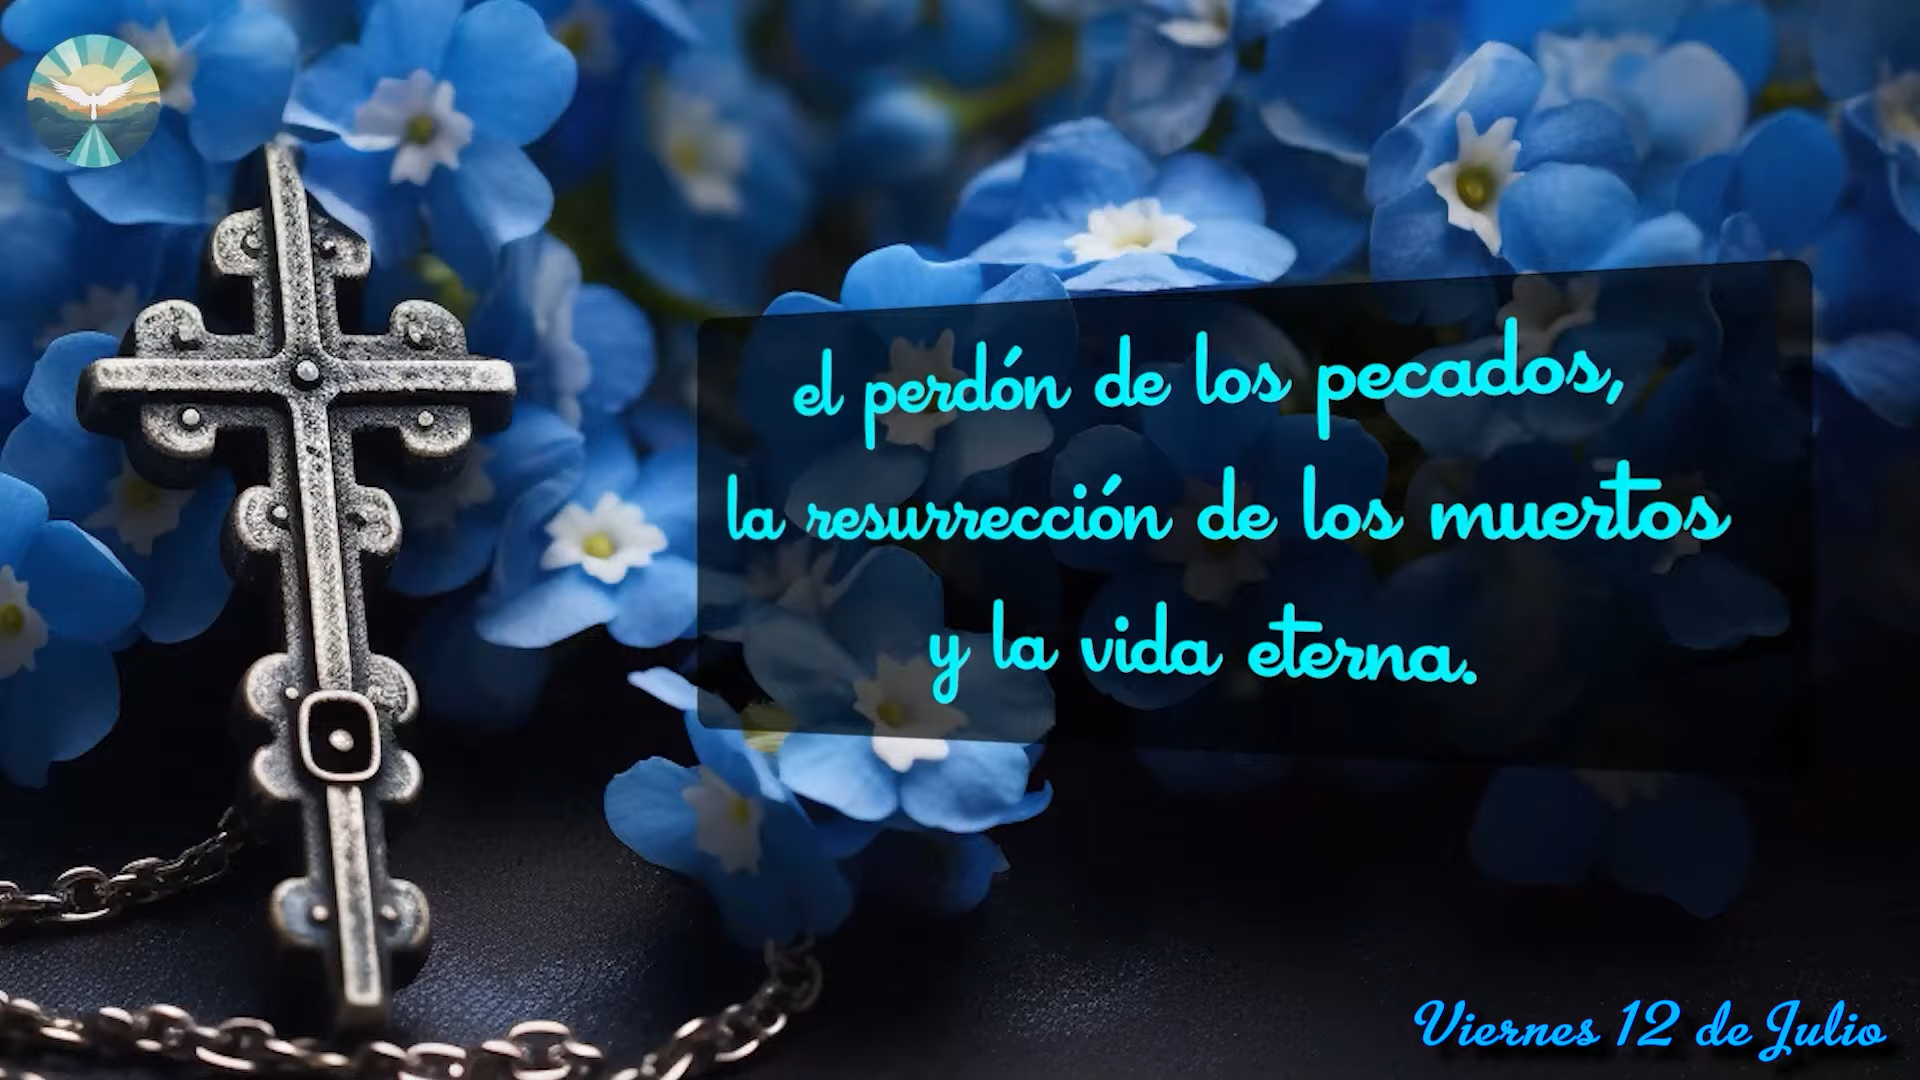 el perdón de los pecados,
la resurrección de los muertos
y la vida eterna.
Viernes 12 de Julio